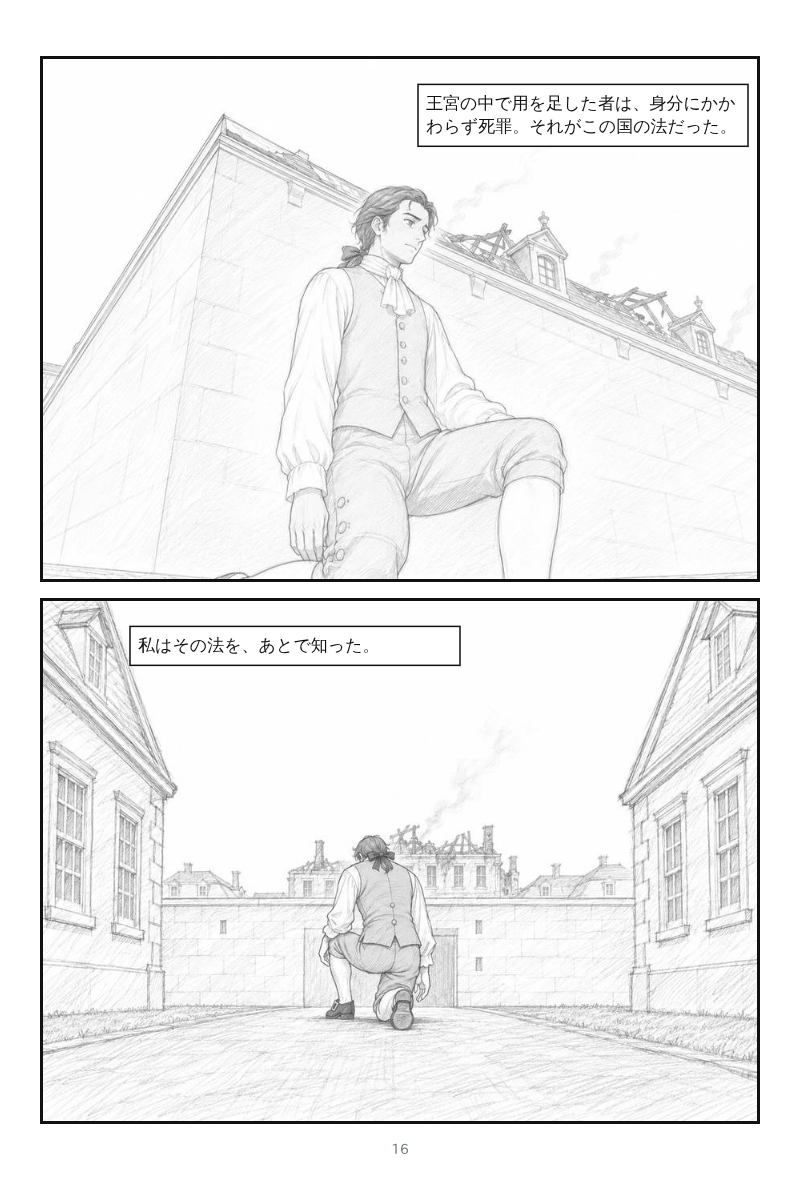 王宮の中で用を足した者は、身分にかか
わらず死罪。それがこの国の法だった。
私はその法を、あとで知った。
16